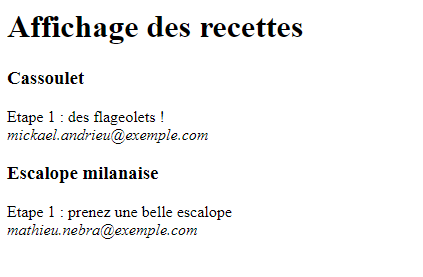 Affichage des recettes
Cassoulet
Etape 1 : des flageolets !
mickael.andrieu@exemple.com
Escalope milanaise
Etape 1 : prenez une belle escalope
mathieu.nebra@exemple.com